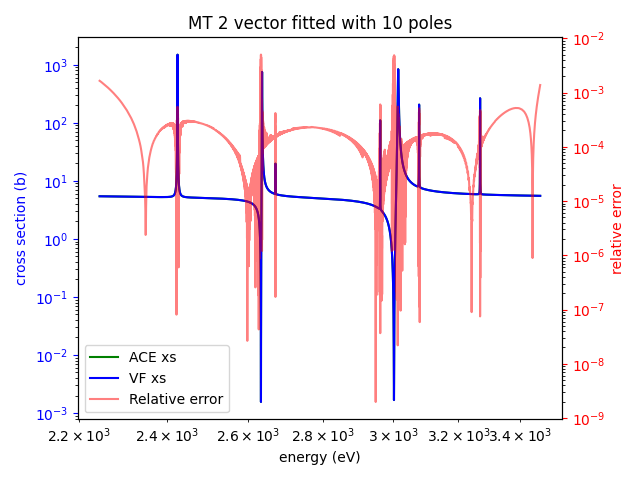 MT 2 vector fitted with 10 poles
10³
10²
10¹
10⁰
10⁻¹
10⁻²
10⁻³
cross section (b)
10⁻²
10⁻³
10⁻⁴
10⁻⁵
10⁻⁶
10⁻⁷
10⁻⁸
10⁻⁹
relative error
ACE xs
VF xs
Relative error
2.2 × 10³ 2.4 × 10³ 2.6 × 10³ 2.8 × 10³ 3 × 10³ 3.2 × 10³ 3.4 × 10³
energy (eV)